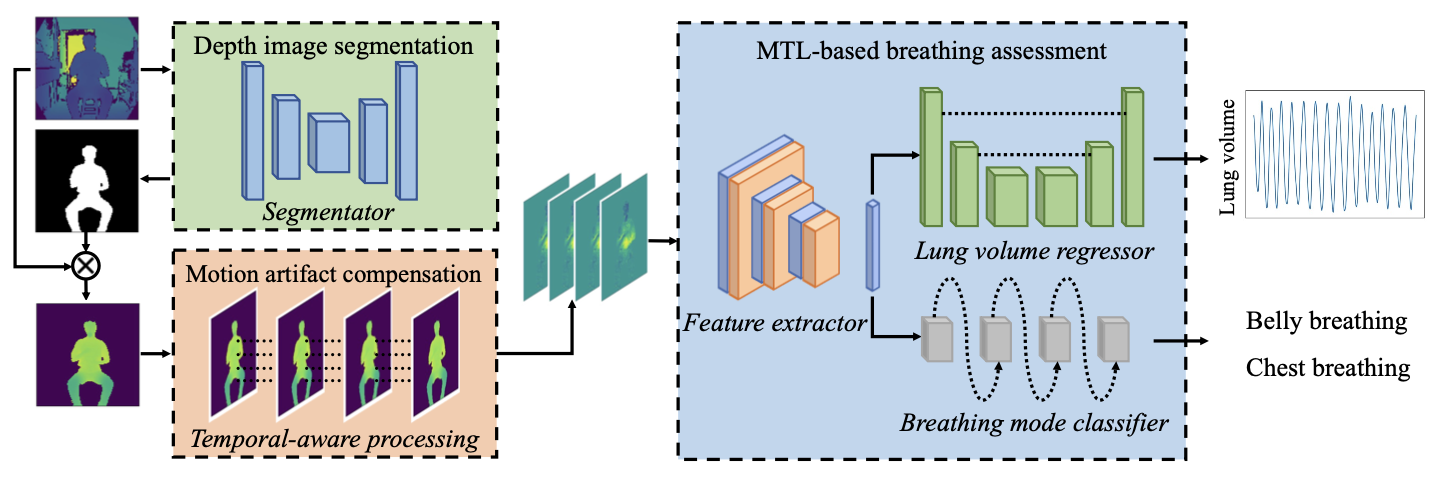 Depth image segmentation
Segmentator
Motion artifact compensation
Temporal-aware processing
MTL-based breathing assessment
Feature extractor
Lung volume regressor
Breathing mode classifier
Lung volume
Belly breathing
Chest breathing